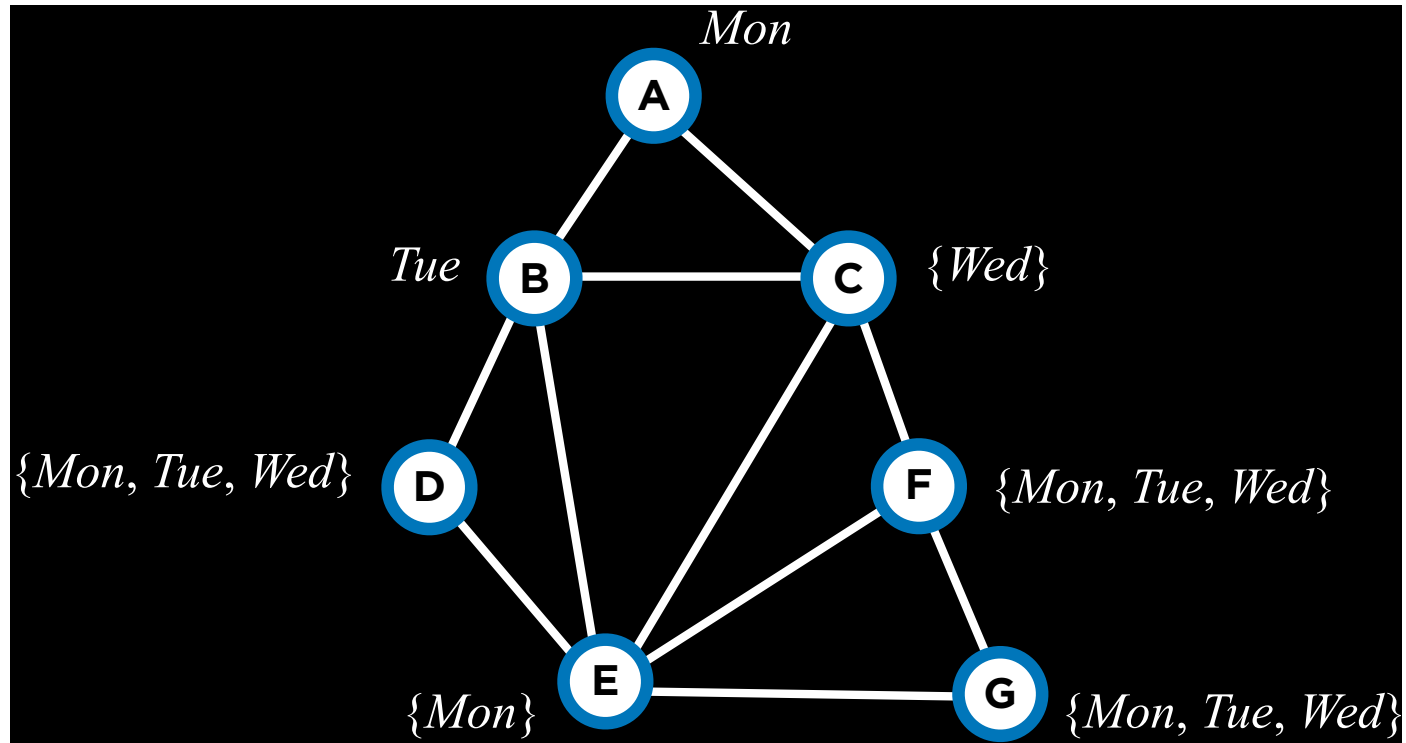 Mon
A
Tue
B
C
{Wed}
{Mon, Tue, Wed}
D
F
{Mon, Tue, Wed}
E
{Mon}
G
{Mon, Tue, Wed}